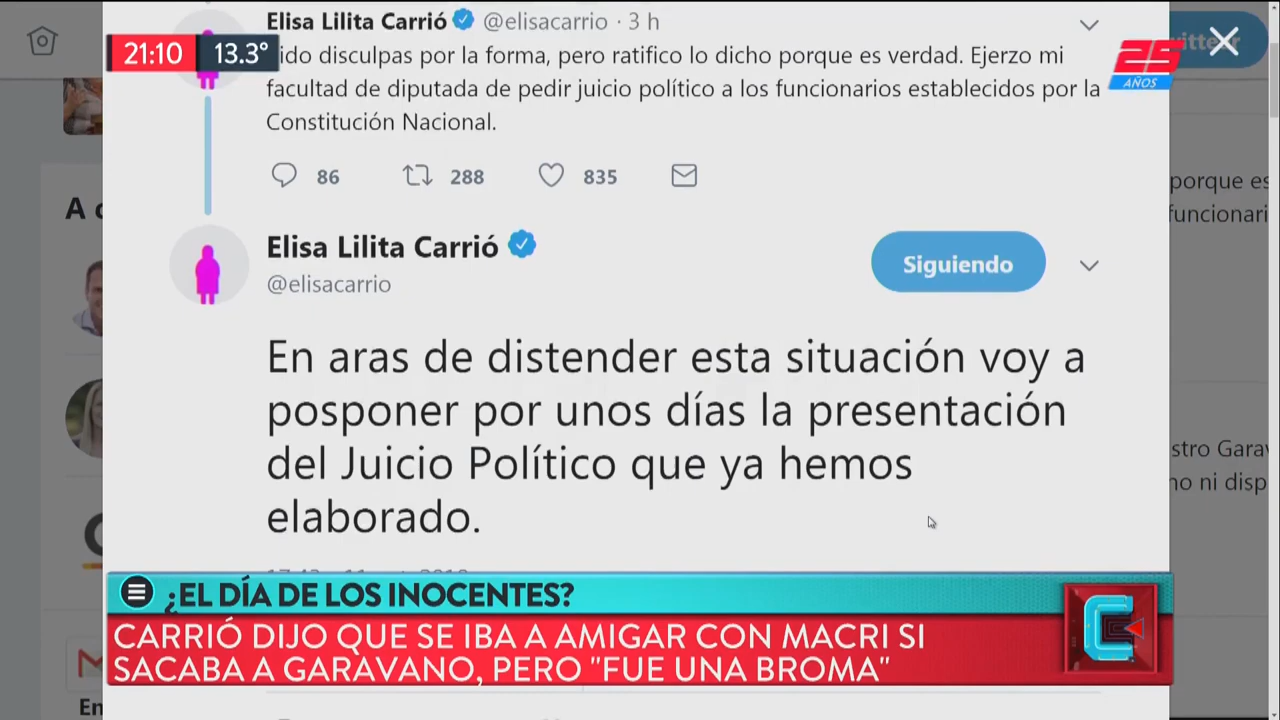 Elisa Lilita Carrió @elisacarrio · 3 h
21:10 13.3°
ido disculpas por la forma, pero ratifico lo dicho porque es verdad. Ejerzo mi
facultad de diputada de pedir juicio político a los funcionarios establecidos por la
Constitución Nacional.
25
AÑOS
86 288 835
porque es
funcionari
A
Elisa Lilita Carrió
@elisacarrio
Siguiendo
En aras de distender esta situación voy a
posponer por unos días la presentación
del Juicio Político que ya hemos
elaborado.
stro Gara
no ni disp
¿EL DÍA DE LOS INOCENTES?
CARRIÓ DIJO QUE SE IBA A AMIGAR CON MACRI SI
SACABA A GARAVANO, PERO "FUE UNA BROMA"
C
En